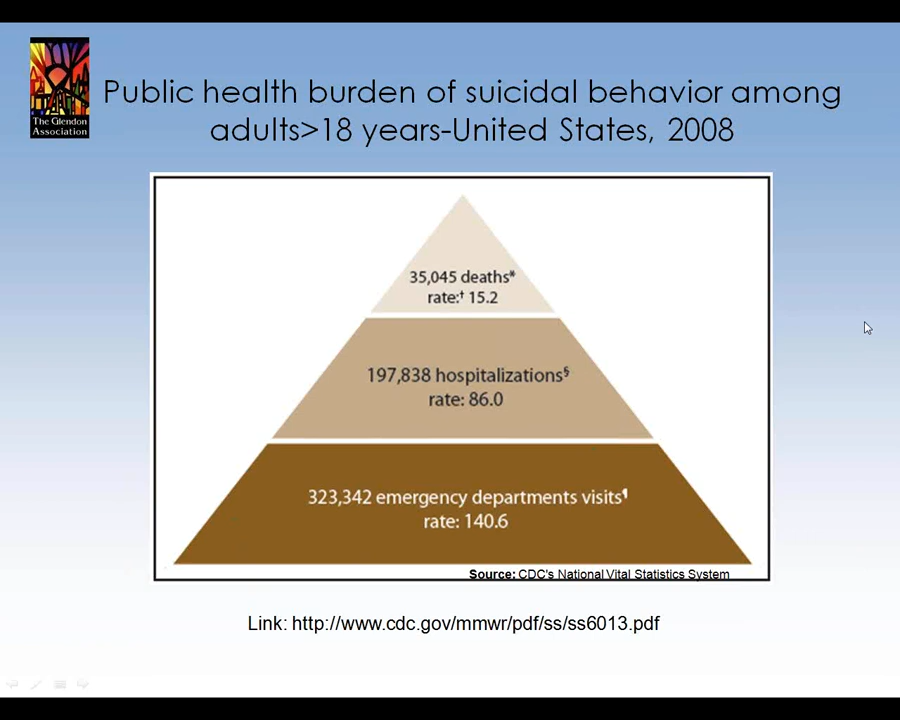 The Glendon
Association
Public health burden of suicidal behavior among
adults>18 years-United States, 2008
35,045 deaths*
rate:† 15.2
197,838 hospitalizations§
rate: 86.0
323,342 emergency departments visits¶
rate: 140.6
Source: CDC's National Vital Statistics System
Link: http://www.cdc.gov/mmwr/pdf/ss/ss6013.pdf